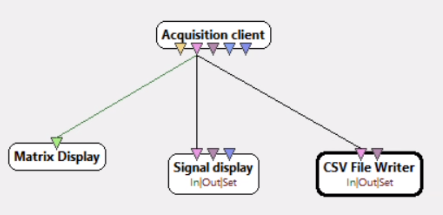 Acquisition client
Matrix Display
Signal display
In|Out|Set
CSV File Writer
In|Out|Set